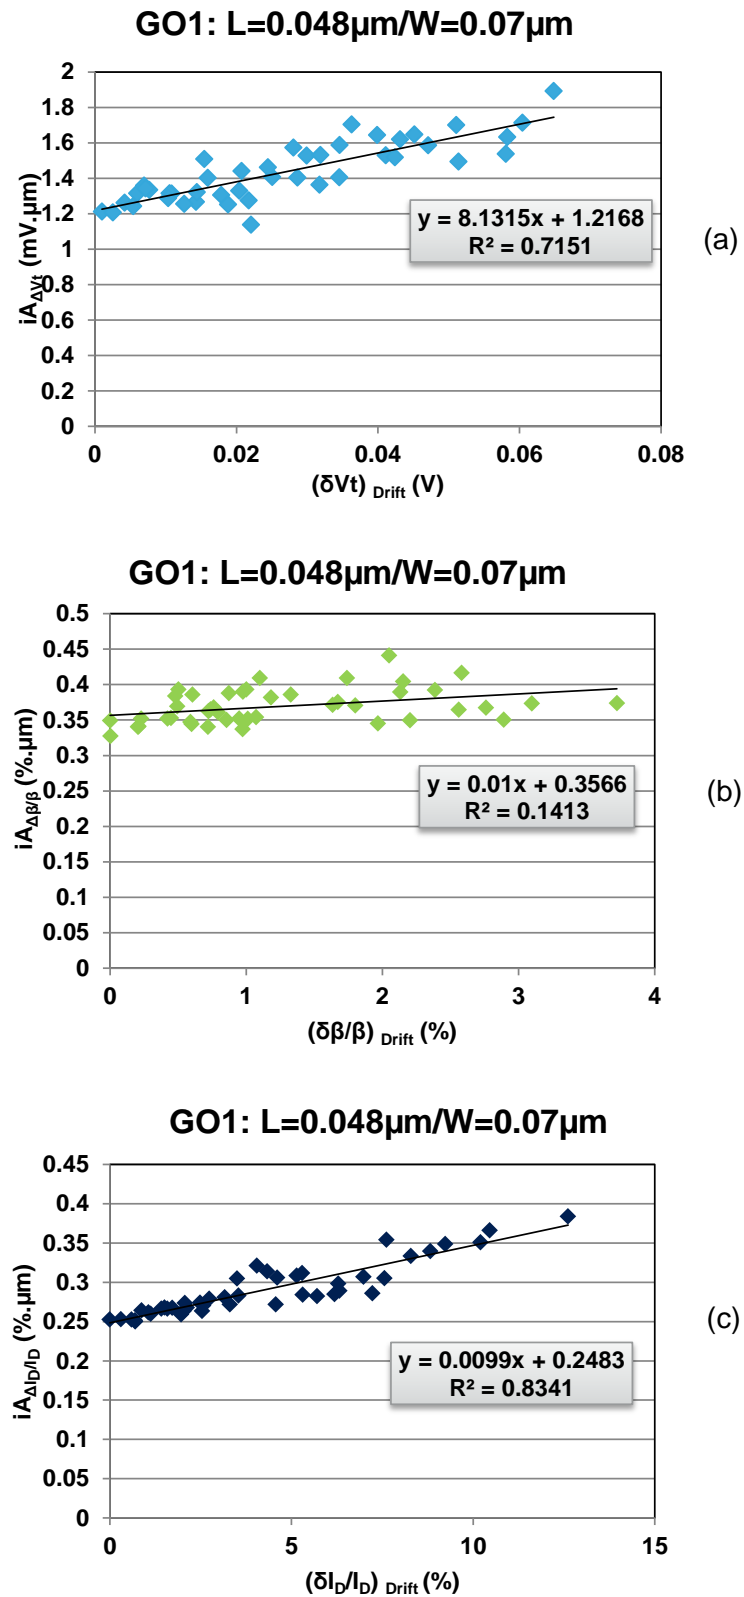 GO1: L=0.048µm/W=0.07µm
2
1.8
1.6
1.4
1.2
1
0.8
0.6
0.4
0.2
0
iA ΔVt (mV.µm)
y = 8.1315x + 1.2168
R² = 0.7151
(a)
0 0.02 0.04 0.06 0.08
(δVt) Drift (V)
GO1: L=0.048µm/W=0.07µm
0.5
0.45
0.4
0.35
0.3
0.25
0.2
0.15
0.1
0.05
0
iA Δβ/β (%.µm)
y = 0.01x + 0.3566
R² = 0.1413
(b)
0 1 2 3 4
(δβ/β) Drift (%)
GO1: L=0.048µm/W=0.07µm
0.45
0.4
0.35
0.3
0.25
0.2
0.15
0.1
0.05
0
iA ΔID/ID (%.µm)
y = 0.0099x + 0.2483
R² = 0.8341
(c)
0 5 10 15
(δID/ID) Drift (%)